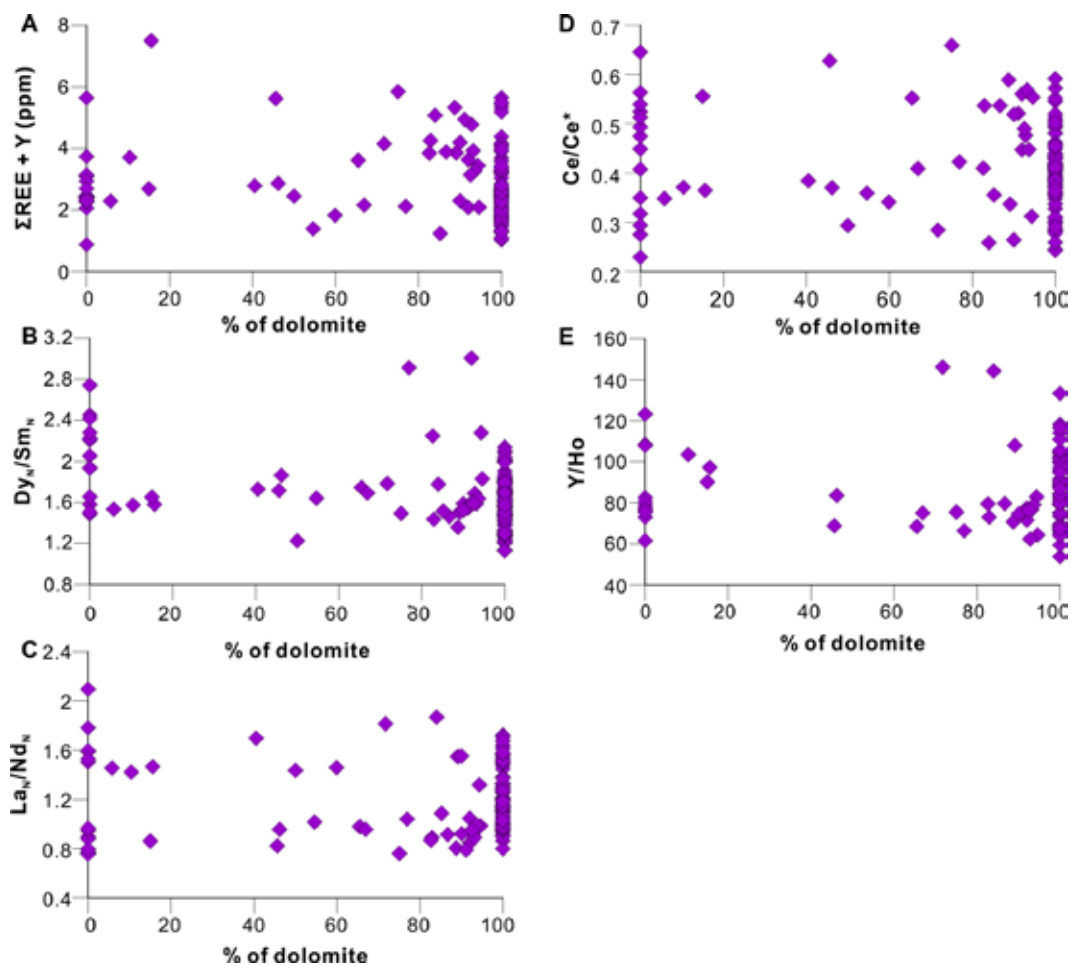 A
ΣREE + Y (ppm)
8
6
4
2
0
0 20 40 60 80 100
% of dolomite
D
Ce/Ce*
0.7
0.6
0.5
0.4
0.3
0.2
0 20 40 60 80 100
% of dolomite
B
DyN/SmN
3.2
2.8
2.4
2
1.6
1.2
0.8
0 20 40 60 80 100
% of dolomite
E
Y/Ho
160
140
120
100
80
60
40
0 20 40 60 80 100
% of dolomite
C
LaN/NdN
2.4
2
1.6
1.2
0.8
0.4
0 20 40 60 80 100
% of dolomite